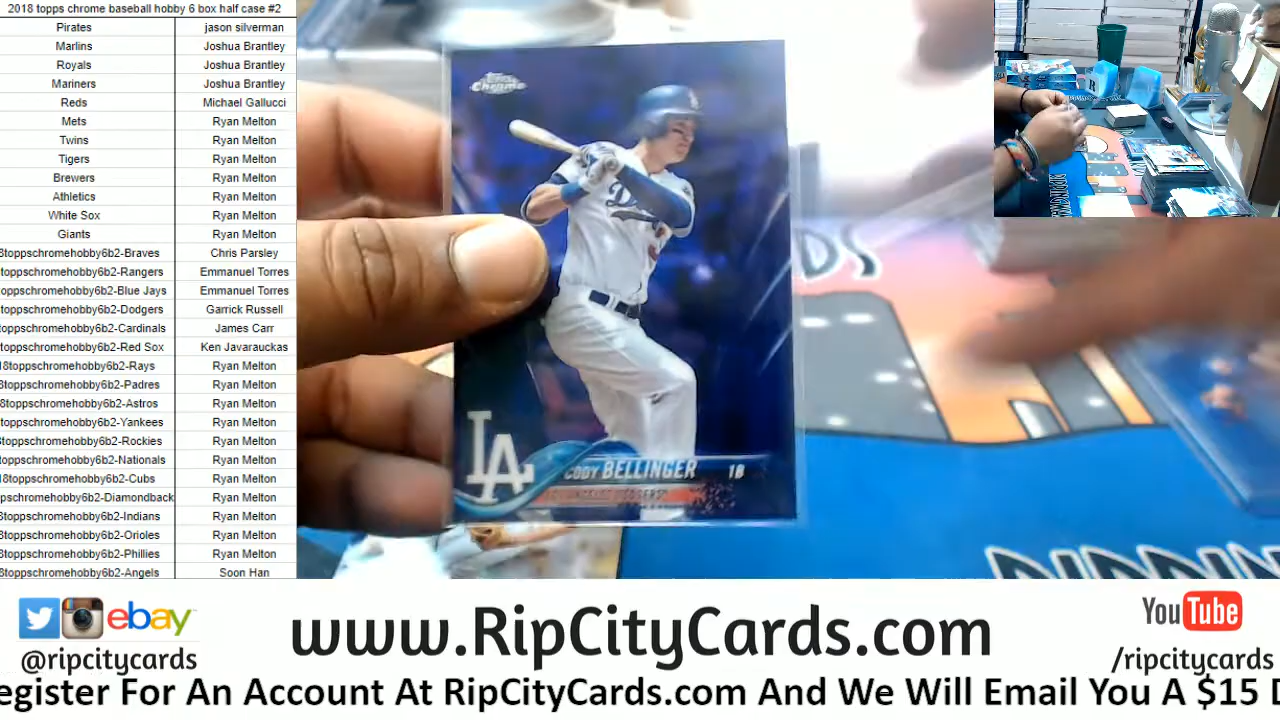 2018 topps chrome baseball hobby 6 box half case #2
Pirates jason silverman
Marlins Joshua Brantley
Royals Joshua Brantley
Mariners Joshua Brantley
Reds Michael Gallucci
Mets Ryan Melton
Twins Ryan Melton
Tigers Ryan Melton
Brewers Ryan Melton
Athletics Ryan Melton
White Sox Ryan Melton
Giants Ryan Melton
8toppschromehobby6b2-Braves Chris Parsley
toppschromehobby6b2-Rangers Emmanuel Torres
oppschromehobby6b2-Blue Jays Emmanuel Torres
toppschromehobby6b2-Dodgers Garrick Russell
oppschromehobby6b2-Cardinals James Carr
toppschromehobby6b2-Red Sox Ken Javarauckas
18toppschromehobby6b2-Rays Ryan Melton
8toppschromehobby6b2-Padres Ryan Melton
8toppschromehobby6b2-Astros Ryan Melton
toppschromehobby6b2-Yankees Ryan Melton
toppschromehobby6b2-Rockies Ryan Melton
toppschromehobby6b2-Nationals Ryan Melton
18toppschromehobby6b2-Cubs Ryan Melton
pschromehobby6b2-Diamondback Ryan Melton
8toppschromehobby6b2-Indians Ryan Melton
8toppschromehobby6b2-Orioles Ryan Melton
8toppschromehobby6b2-Phillies Ryan Melton
8toppschromehobby6b2-Angels Soon Han
Topps
Chrome
LA
CODY BELLINGER 1B
LOS ANGELES DODGERS
ebay
@ripcitycards
www.RipCityCards.com
YouTube
/ripcitycards
egister For An Account At RipCityCards.com And We Will Email You A $15 D